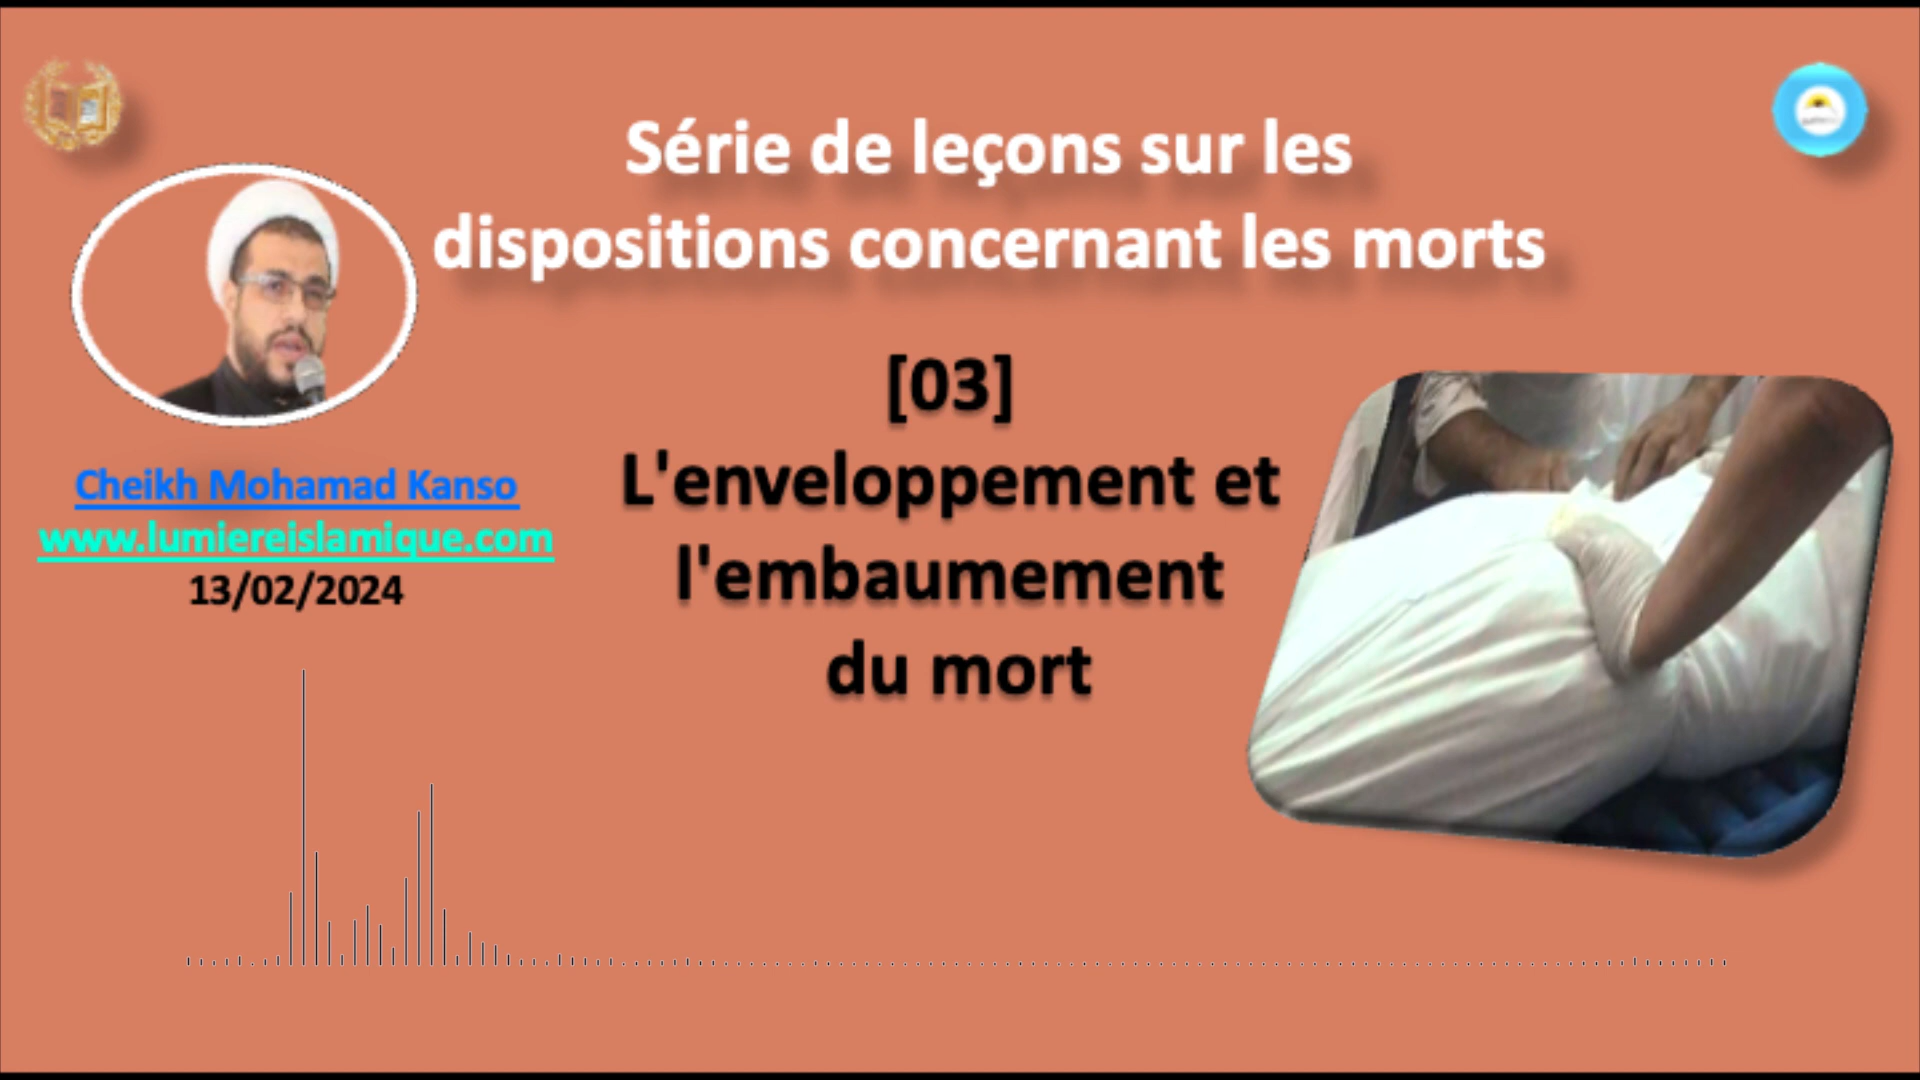 Série de leçons sur les
dispositions concernant les morts
[03]
L'enveloppement et
l'embaumement
du mort
Cheikh Mohamad Kanso
www.lumiereislamique.com
13/02/2024